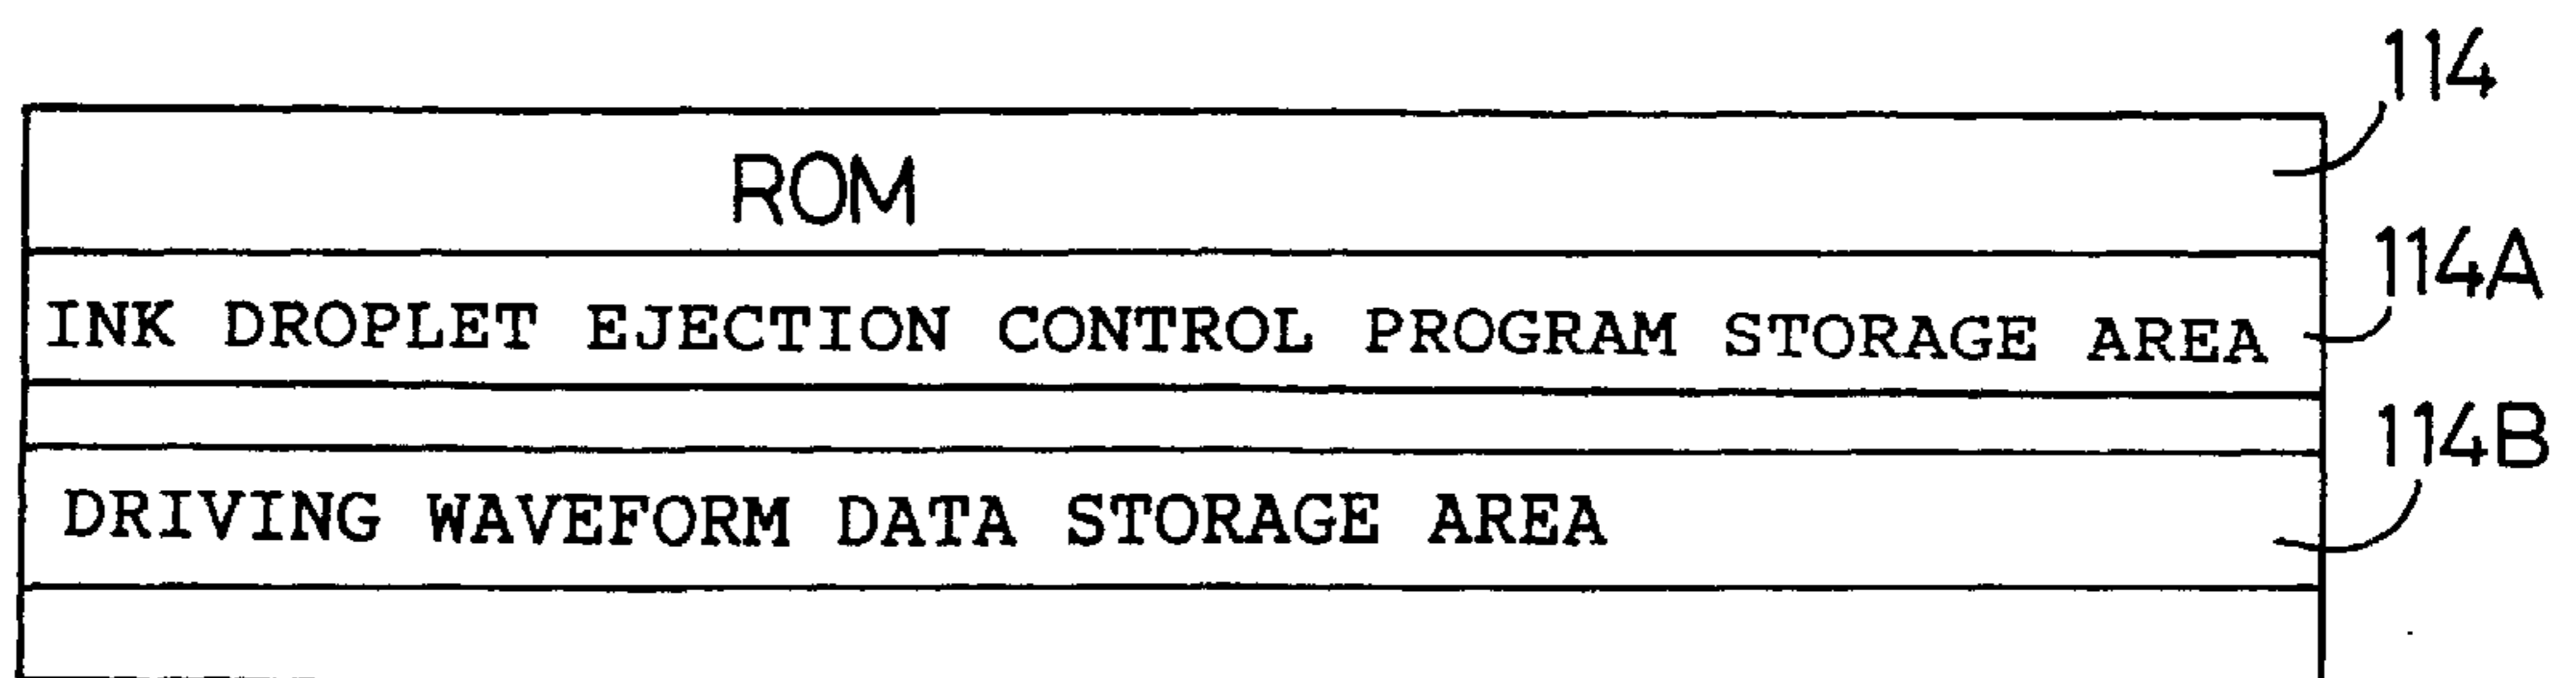 114
ROM
114A
INK DROPLET EJECTION CONTROL PROGRAM STORAGE AREA
114B
DRIVING WAVEFORM DATA STORAGE AREA